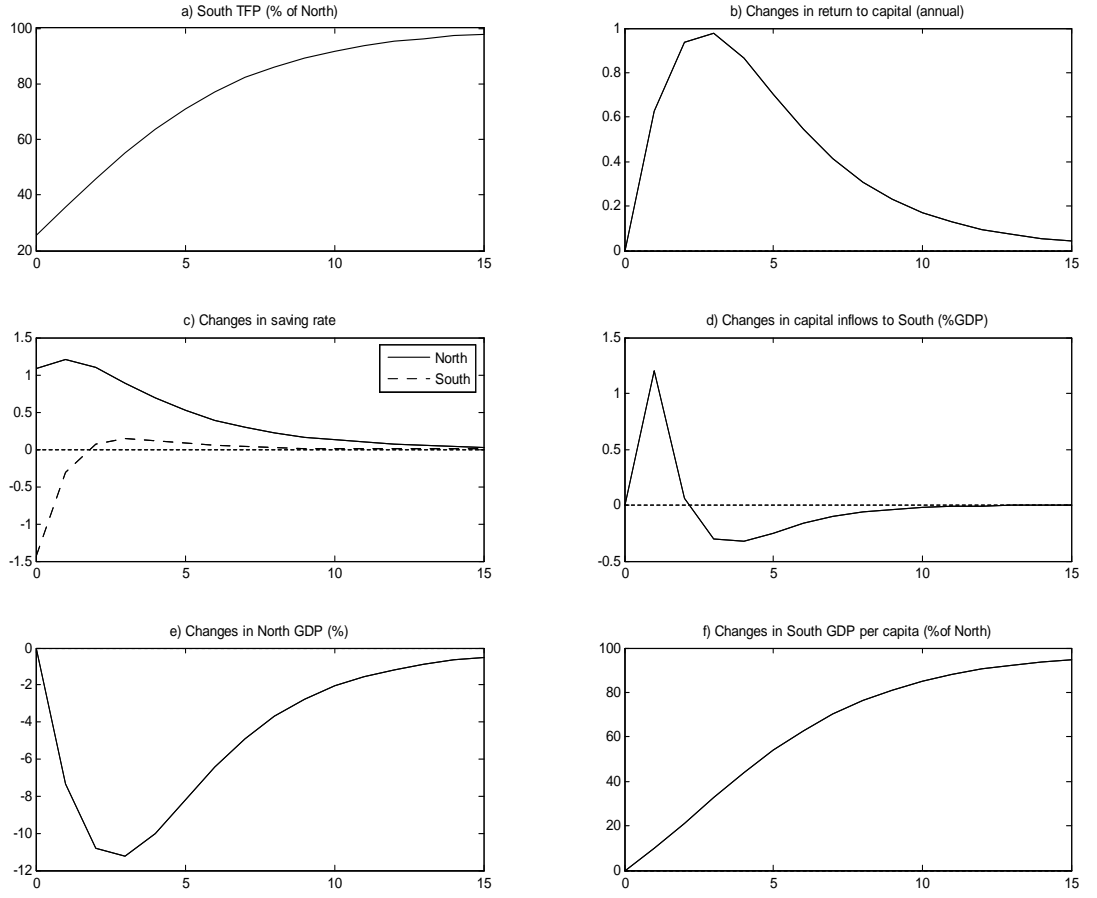 a) South TFP (% of North)
100
80
60
40
20
0 5 10 15
b) Changes in return to capital (annual)
1
0.8
0.6
0.4
0.2
0
0 5 10 15
c) Changes in saving rate
1.5
1
0.5
0
-0.5
-1
-1.5
North
South
0 5 10 15
d) Changes in capital inflows to South (%GDP)
1.5
1
0.5
0
-0.5
0 5 10 15
e) Changes in North GDP (%)
0
-2
-4
-6
-8
-10
-12
0 5 10 15
f) Changes in South GDP per capita (%of North)
100
80
60
40
20
0
0 5 10 15